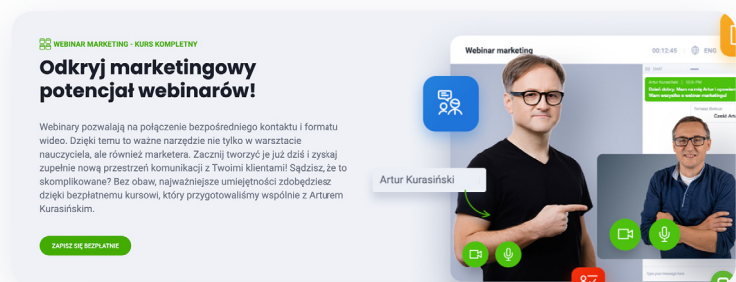 WEBINAR MARKETING - KURS KOMPLETNY
Odkryj marketingowy
potencjał webinarów!
Webinary pozwalają na połączenie bezpośredniego kontaktu i formatu
wideo. Dzięki temu to ważne narzędzie nie tylko w warsztacie
nauczyciela, ale również marketera. Zacznij tworzyć je już dziś i zyskaj
zupełnie nową przestrzeń komunikacji z Twoimi klientami! Sądzisz, że to
skomplikowane? Bez obaw, najważniejsze umiejętności zdobędziesz
dzięki bezpłatnemu kursowi, który przygotowaliśmy wspólnie z Arturem
Kurasińskim.
ZAPISZ SIĘ BEZPŁATNIE
Webinar marketing
00:12:45
ENG
Artur Kurasiński